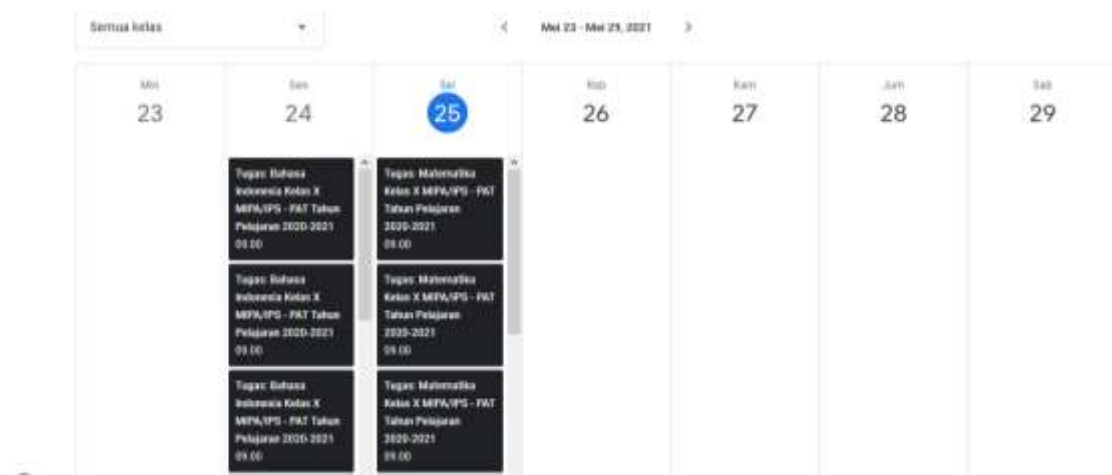 Semua kelas
Mei 23 - Mei 29, 2021
Min
23
Sen
24
Sel
25
Rab
26
Kam
27
Jum
28
Sab
29
Tugas: Bahasa
Indonesia Kelas X
MIPA/IPS - PAT Tahun
Pelajaran 2020-2021
09.00
Tugas: Bahasa
Indonesia Kelas X
MIPA/IPS - PAT Tahun
Pelajaran 2020-2021
09.00
Tugas: Bahasa
Indonesia Kelas X
MIPA/IPS - PAT Tahun
Pelajaran 2020-2021
09.00
Tugas: Matematika
Kelas X MIPA/IPS - PAT
Tahun Pelajaran
2020-2021
09.00
Tugas: Matematika
Kelas X MIPA/IPS - PAT
Tahun Pelajaran
2020-2021
09.00
Tugas: Matematika
Kelas X MIPA/IPS - PAT
Tahun Pelajaran
2020-2021
09.00